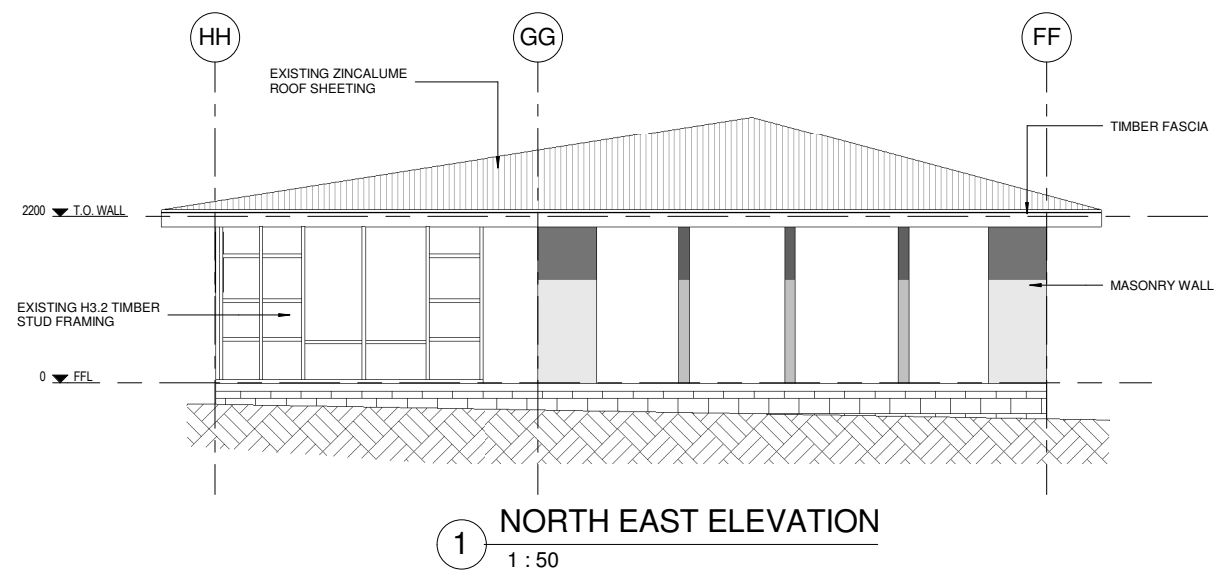 HH
GG
FF
EXISTING ZINCALUME
ROOF SHEETING
TIMBER FASCIA
2200 T.O. WALL
MASONRY WALL
EXISTING H3.2 TIMBER
STUD FRAMING
0 FFL
1 NORTH EAST ELEVATION
1 : 50